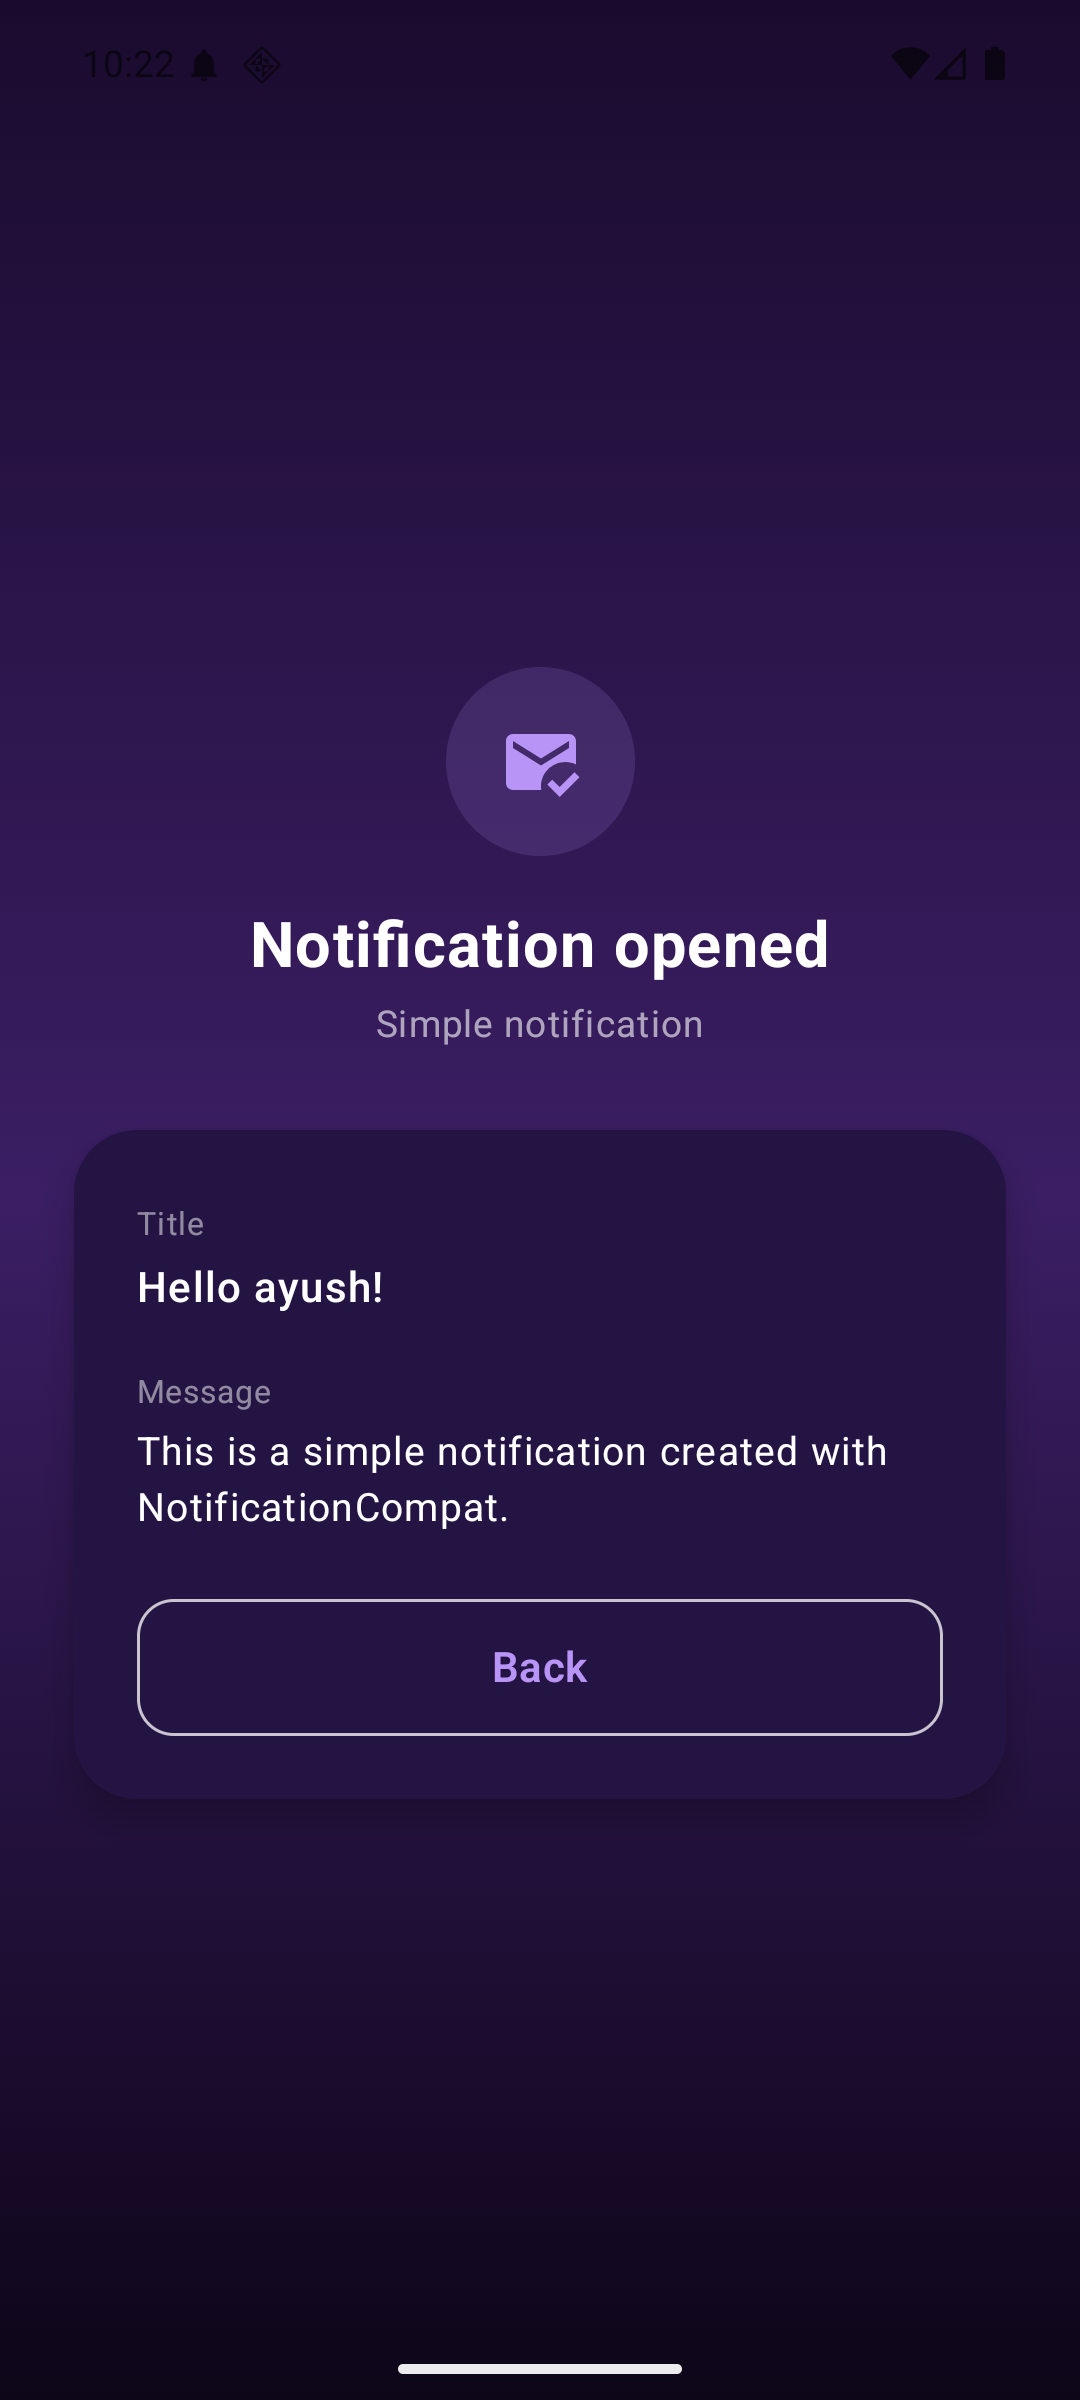 10:22
Notification opened
Simple notification
Title
Hello ayush!
Message
This is a simple notification created with
NotificationCompat.
Back